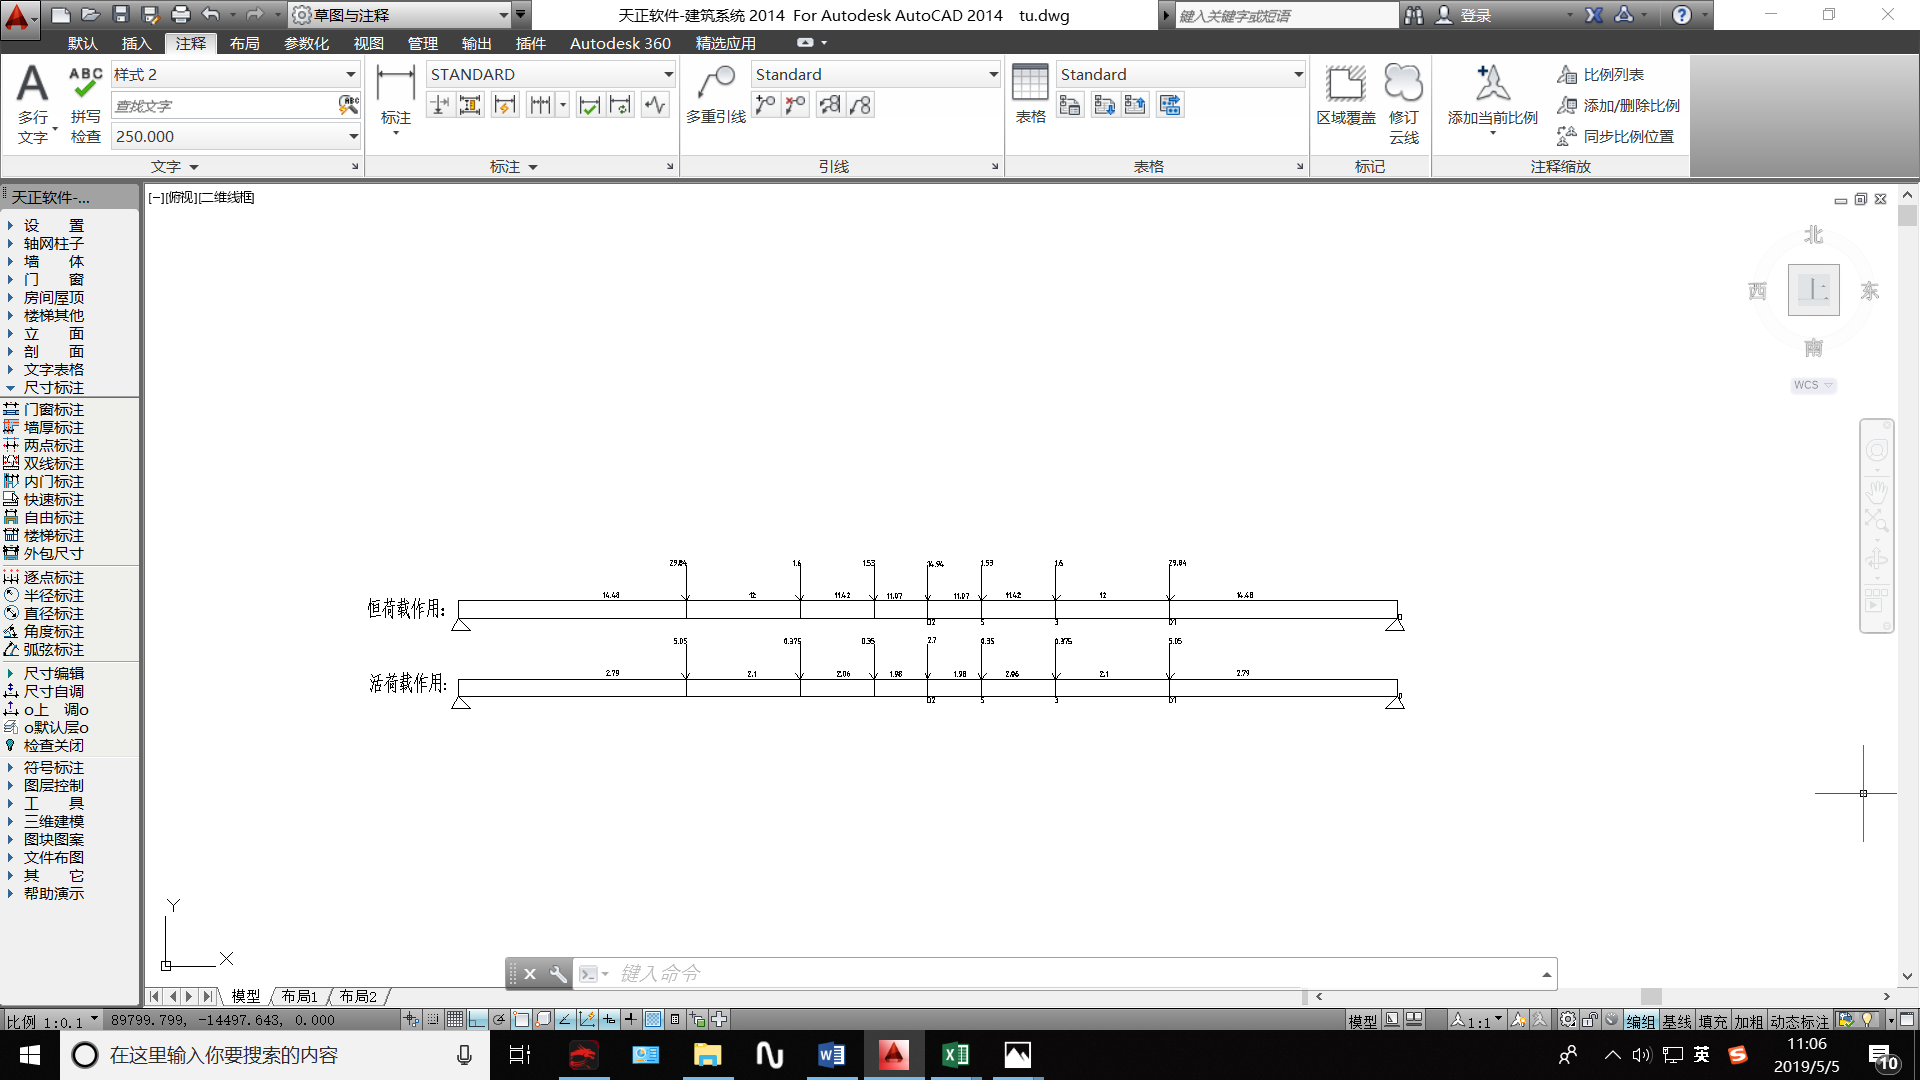 草图与注释
天正软件-建筑系统 2014 For Autodesk AutoCAD 2014 tu.dwg
键入关键字或短语
登录
默认 插入 注释 布局 参数化 视图 管理 输出 插件 Autodesk 360 精选应用
多行文字
ABC
拼写检查
样式 2
查找文字
250.000
文字
标注
STANDARD
标注
多重引线
Standard
引线
表格
Standard
表格
区域覆盖
修订云线
标记
添加当前比例
比例列表
添加/删除比例
同步比例位置
注释缩放
天正软件-...
[−][俯视][二维线框]
设 置
轴网柱子
墙 体
门 窗
房间屋顶
楼梯其他
立 面
剖 面
文字表格
尺寸标注
门窗标注
墙厚标注
两点标注
双线标注
内门标注
快速标注
自由标注
楼梯标注
外包尺寸
逐点标注
半径标注
直径标注
角度标注
弧弦标注
尺寸编辑
尺寸自调
o上 调o
o默认层o
检查关闭
符号标注
图层控制
工 具
三维建模
图块图案
文件布图
其 它
帮助演示
北
西 上 东
南
WCS
29.84 1.6 1.53 14.94 1.53 1.6 29.84
恒荷载作用:
14.48 12 11.42 11.07 11.07 11.42 12 14.48
D2 S 3 D1
5.05 0.375 0.35 2.7 0.35 0.375 5.05
活荷载作用:
2.79 2.1 2.06 1.98 1.98 2.06 2.1 2.79
D2 S 3 D1
Y
X
键入命令
模型 布局1 布局2
比例 1:0.1
89799.799, -14497.643, 0.000
模型
1:1
编组 基线 填充 加粗 动态标注
在这里输入你要搜索的内容
英
11:06
2019/5/5
10